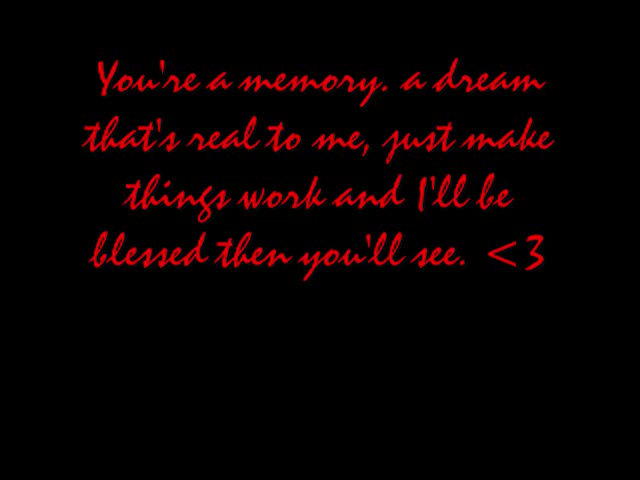 You're a memory. a dream
that's real to me, just make
things work and I'll be
blessed then you'll see. <3